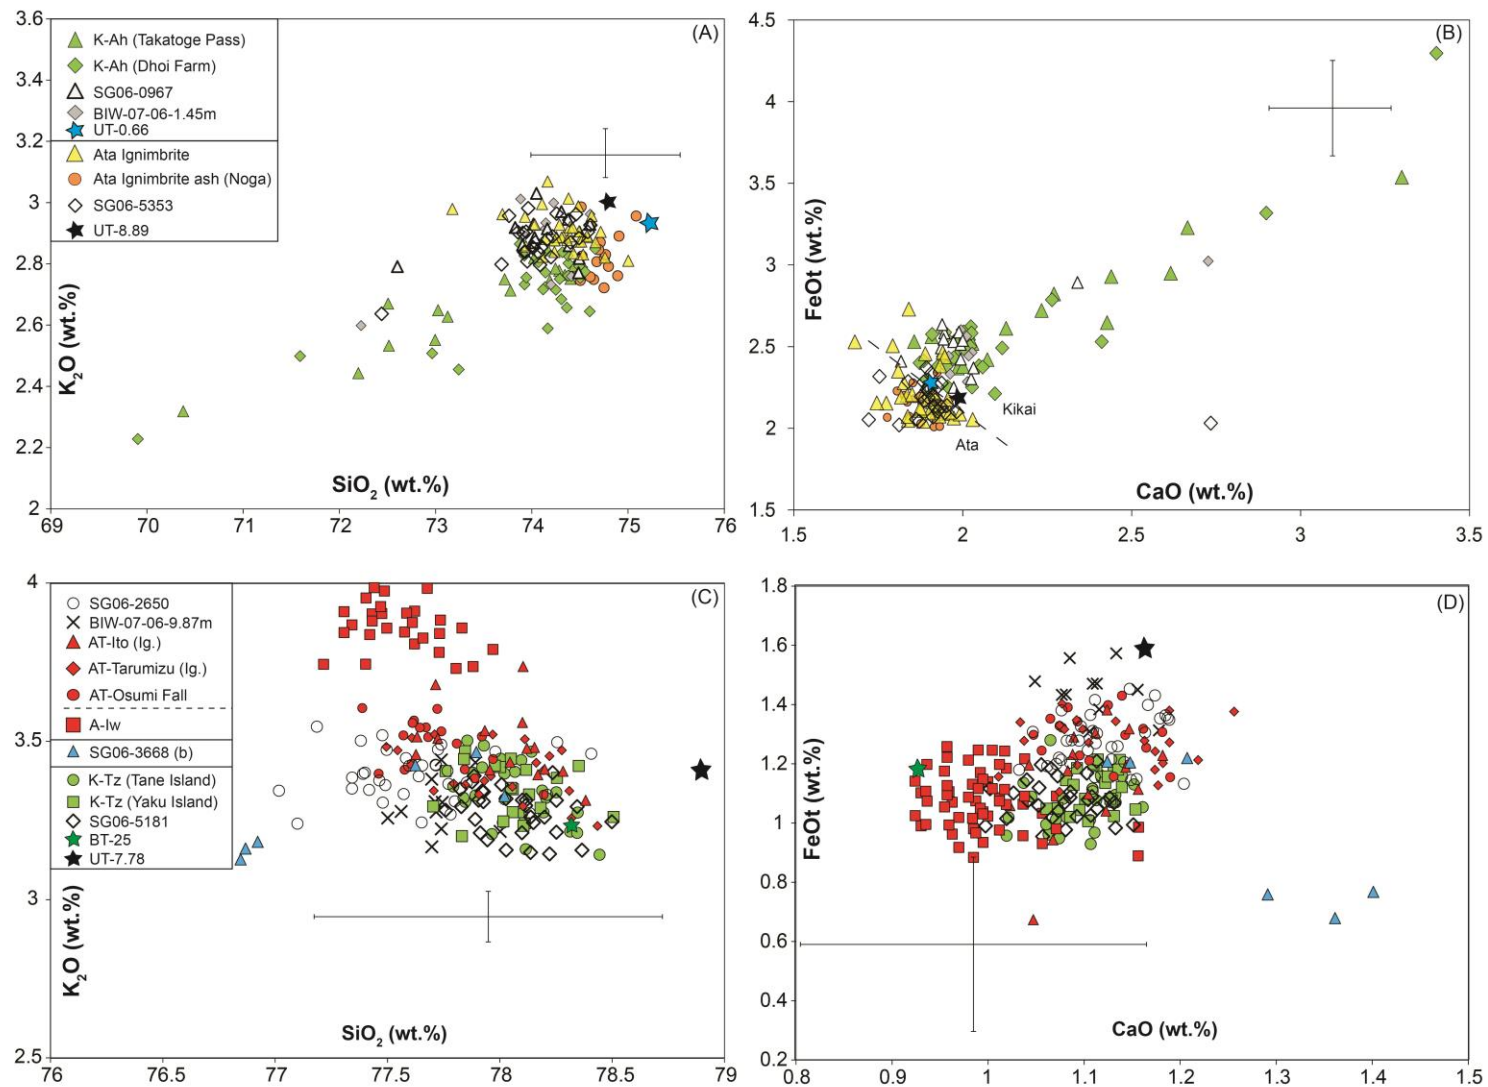 (A)
3.6
3.4
3.2
3
2.8
2.6
2.4
2.2
2
K2O (wt.%)
K-Ah (Takatoge Pass)
K-Ah (Dhoi Farm)
SG06-0967
BIW-07-06-1.45m
UT-0.66
Ata Ignimbrite
Ata Ignimbrite ash (Noga)
SG06-5353
UT-8.89
SiO2 (wt.%)
69 70 71 72 73 74 75 76
(B)
4.5
4
3.5
3
2.5
2
1.5
FeOt (wt.%)
Kikai
Ata
CaO (wt.%)
1.5 2 2.5 3 3.5
(C)
4
3.5
3
2.5
K2O (wt.%)
SG06-2650
BIW-07-06-9.87m
AT-Ito (Ig.)
AT-Tarumizu (Ig.)
AT-Osumi Fall
A-Iw
SG06-3668 (b)
K-Tz (Tane Island)
K-Tz (Yaku Island)
SG06-5181
BT-25
UT-7.78
SiO2 (wt.%)
76 76.5 77 77.5 78 78.5 79
(D)
1.8
1.6
1.4
1.2
1
0.8
0.6
0.4
0.2
FeOt (wt.%)
CaO (wt.%)
0.8 0.9 1 1.1 1.2 1.3 1.4 1.5